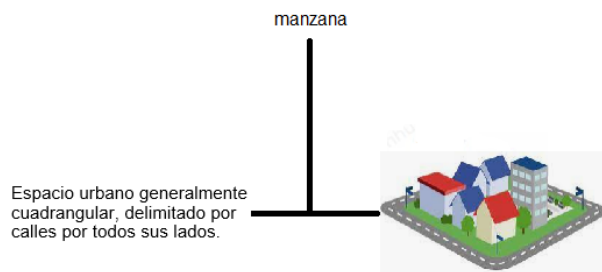 manzana
Espacio urbano generalmente
cuadrangular, delimitado por
calles por todos sus lados.